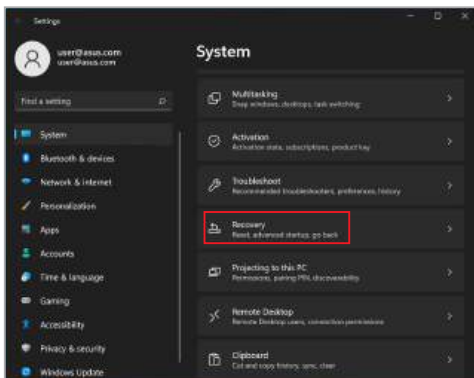 Settings
user@asus.com
user@asus.com
Find a setting
System
Bluetooth & devices
Network & internet
Personalization
Apps
Accounts
Time & language
Gaming
Accessibility
Privacy & security
Windows Update
System
Multitasking
Snap windows, desktops, task switching
Activation
Activation state, subscriptions, product key
Troubleshoot
Recommended troubleshooters, preferences, history
Recovery
Reset, advanced startup, go back
Projecting to this PC
Permissions, pairing PIN, discoverability
Remote Desktop
Remote Desktop users, connection permissions
Clipboard
Cut and copy history, sync, clear